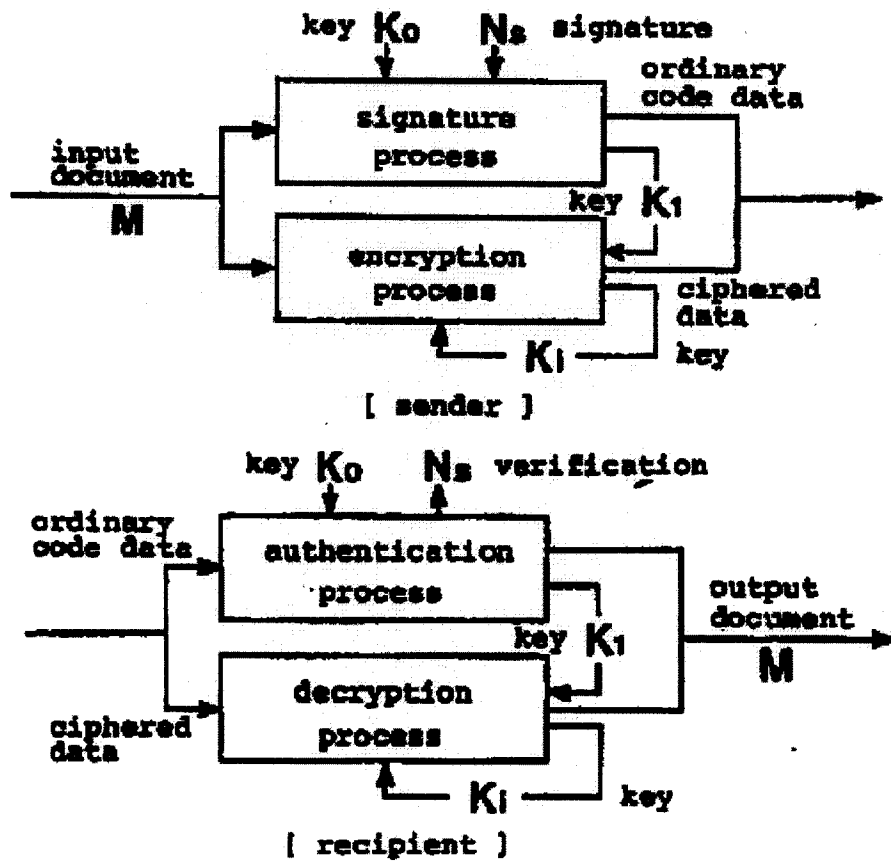 key K0 Ns signature
ordinary
code data
signature
process
input
document
M
key K1
encryption
process
ciphered
data
Ki key
[ sender ]
key K0 Ns verification
ordinary
code data
authentication
process
output
document
M
key K1
decryption
process
ciphered
data
Ki key
[ recipient ]